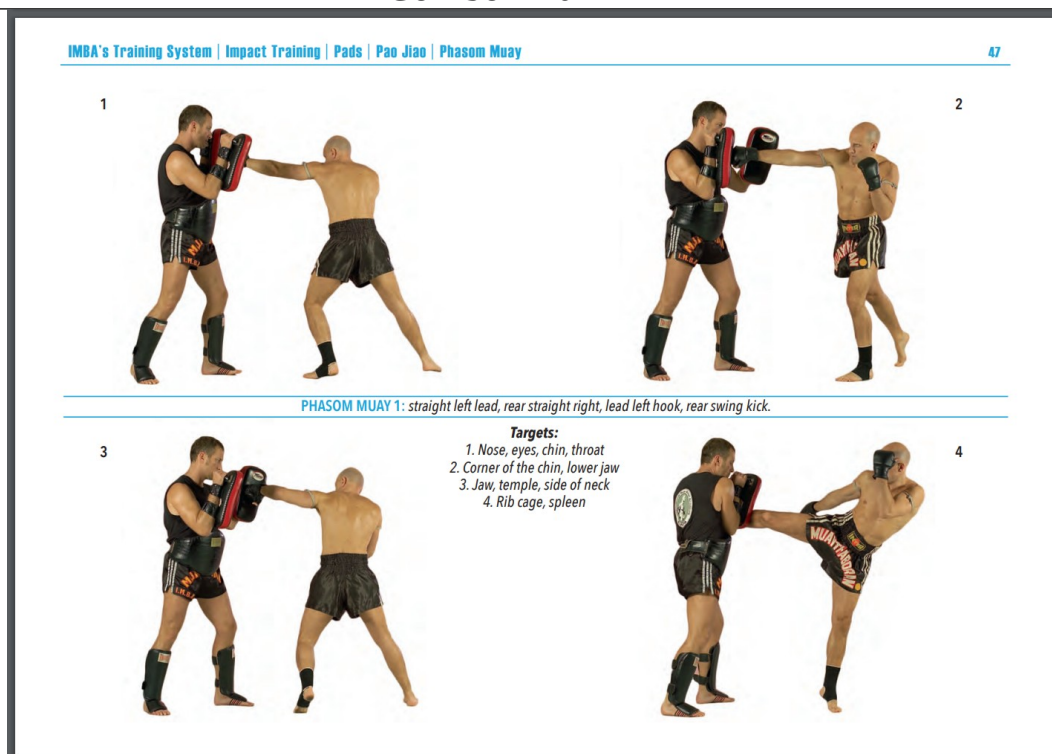 IMBA's Training System | Impact Training | Pads | Pao Jiao | Phasom Muay
47
1
2
PHASOM MUAY 1: straight left lead, rear straight right, lead left hook, rear swing kick.
3
Targets:
1. Nose, eyes, chin, throat
2. Corner of the chin, lower jaw
3. Jaw, temple, side of neck
4. Rib cage, spleen
4